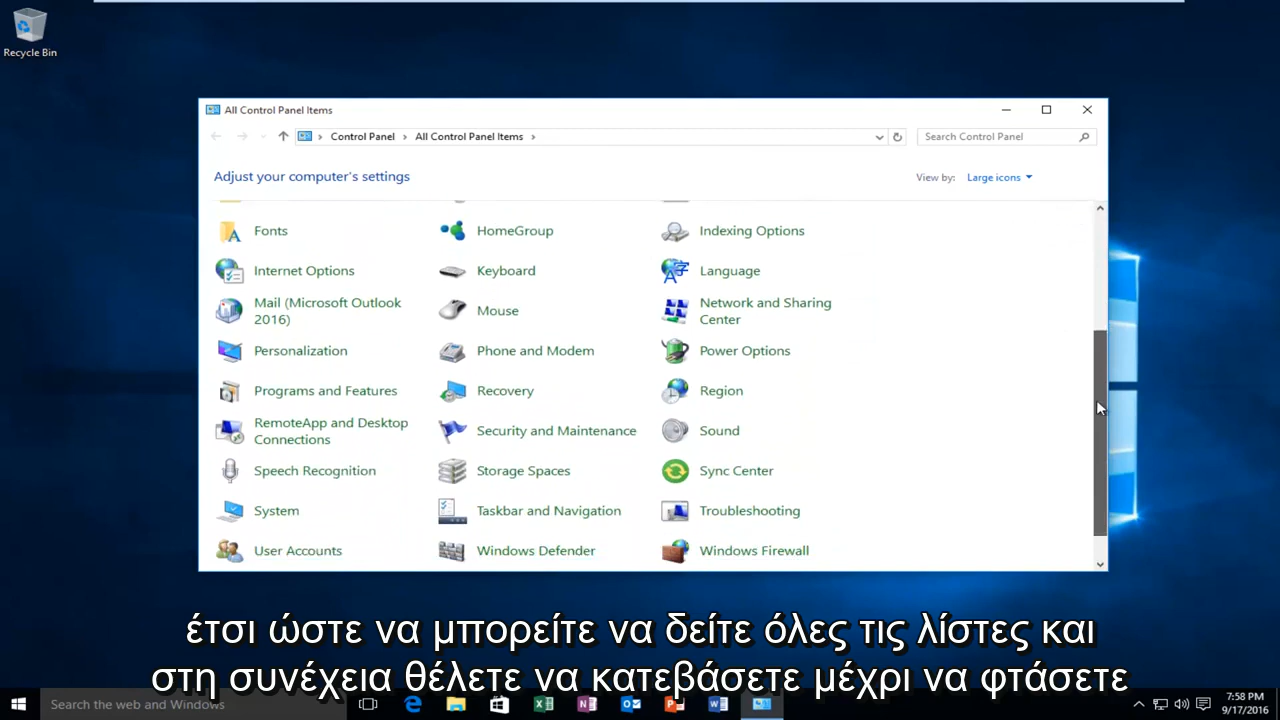 Recycle Bin
All Control Panel Items
Control Panel
All Control Panel Items
Search Control Panel
Adjust your computer's settings
View by:
Large icons
Fonts
HomeGroup
Indexing Options
Internet Options
Keyboard
Language
Mail (Microsoft Outlook
2016)
Mouse
Network and Sharing
Center
Personalization
Phone and Modem
Power Options
Programs and Features
Recovery
Region
RemoteApp and Desktop
Connections
Security and Maintenance
Sound
Speech Recognition
Storage Spaces
Sync Center
System
Taskbar and Navigation
Troubleshooting
User Accounts
Windows Defender
Windows Firewall
έτσι ώστε να μπορείτε να δείτε όλες τις λίστες και
στη συνέχεια θέλετε να κατεβάσετε μέχρι να φτάσετε
Search the web and Windows
7:58 PM
9/17/2016